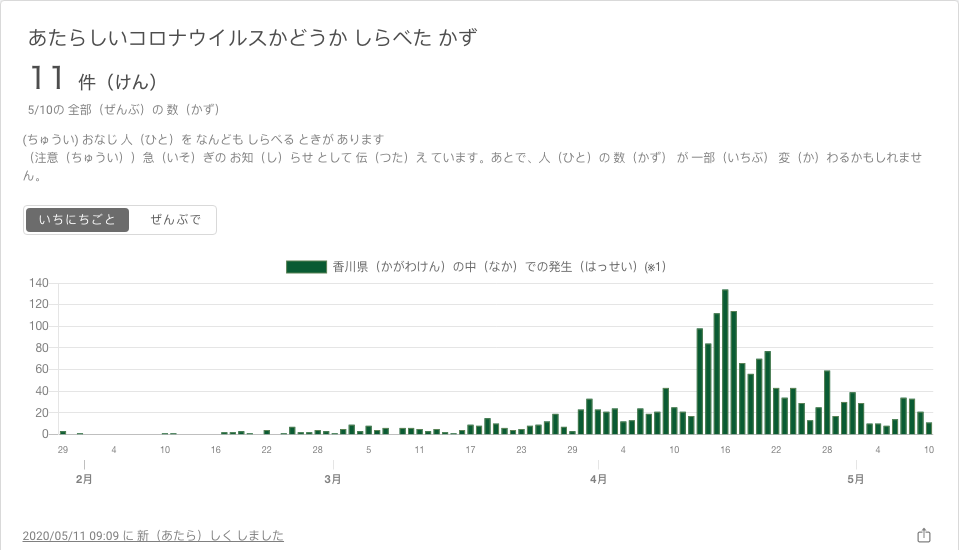 あたらしいコロナウイルスかどうか しらべた かず
11 件（けん）
5/10の 全部（ぜんぶ）の 数（かず）
(ちゅうい) おなじ 人（ひと）を なんども しらべる ときが あります
（注意（ちゅうい））急（いそ）ぎの お知（し）らせ として 伝（つた）え ています。あとで、人（ひと）の 数（かず） が 一部（いちぶ） 変（か）わるかもしれませ
ん。
いちにちごと ぜんぶで
香川県（かがわけん）の中（なか）での発生（はっせい）(※1)
140
120
100
80
60
40
20
0
29 4 10 16 22 28 5 11 17 23 29 4 10 16 22 28 4 10
2月 3月 4月 5月
2020/05/11 09:09 に 新（あたら）しく しました